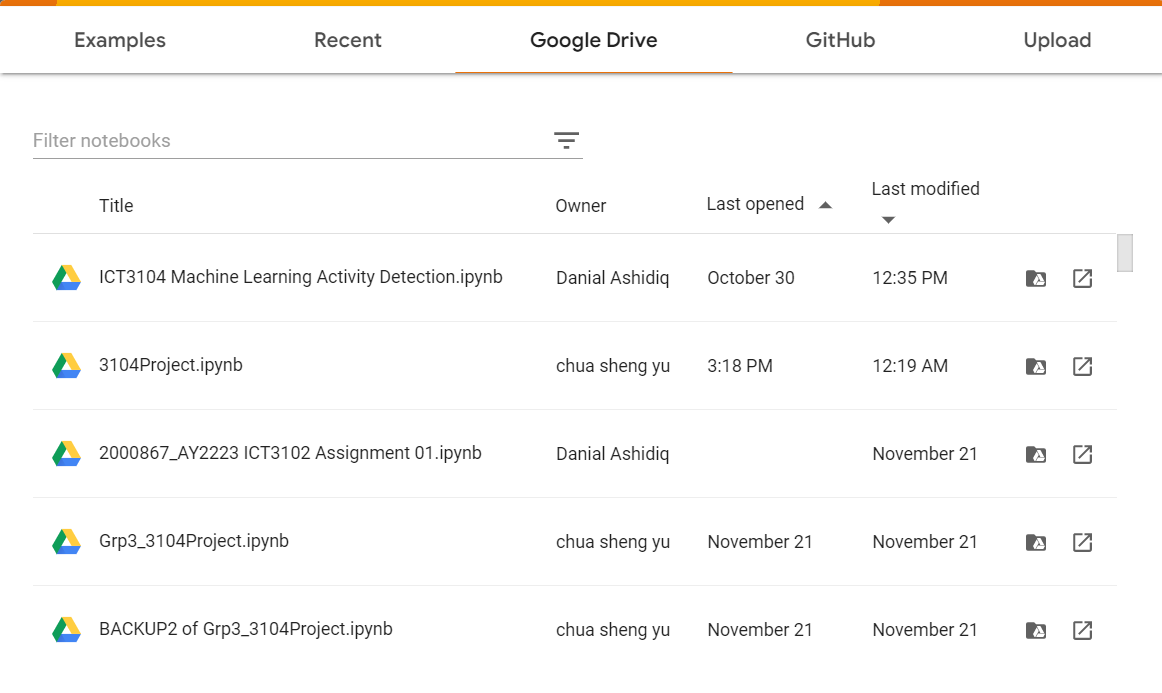 Examples Recent Google Drive GitHub Upload
Filter notebooks
Title Owner Last opened Last modified
ICT3104 Machine Learning Activity Detection.ipynb Danial Ashidiq October 30 12:35 PM
3104Project.ipynb chua sheng yu 3:18 PM 12:19 AM
2000867_AY2223 ICT3102 Assignment 01.ipynb Danial Ashidiq November 21
Grp3_3104Project.ipynb chua sheng yu November 21 November 21
BACKUP2 of Grp3_3104Project.ipynb chua sheng yu November 21 November 21